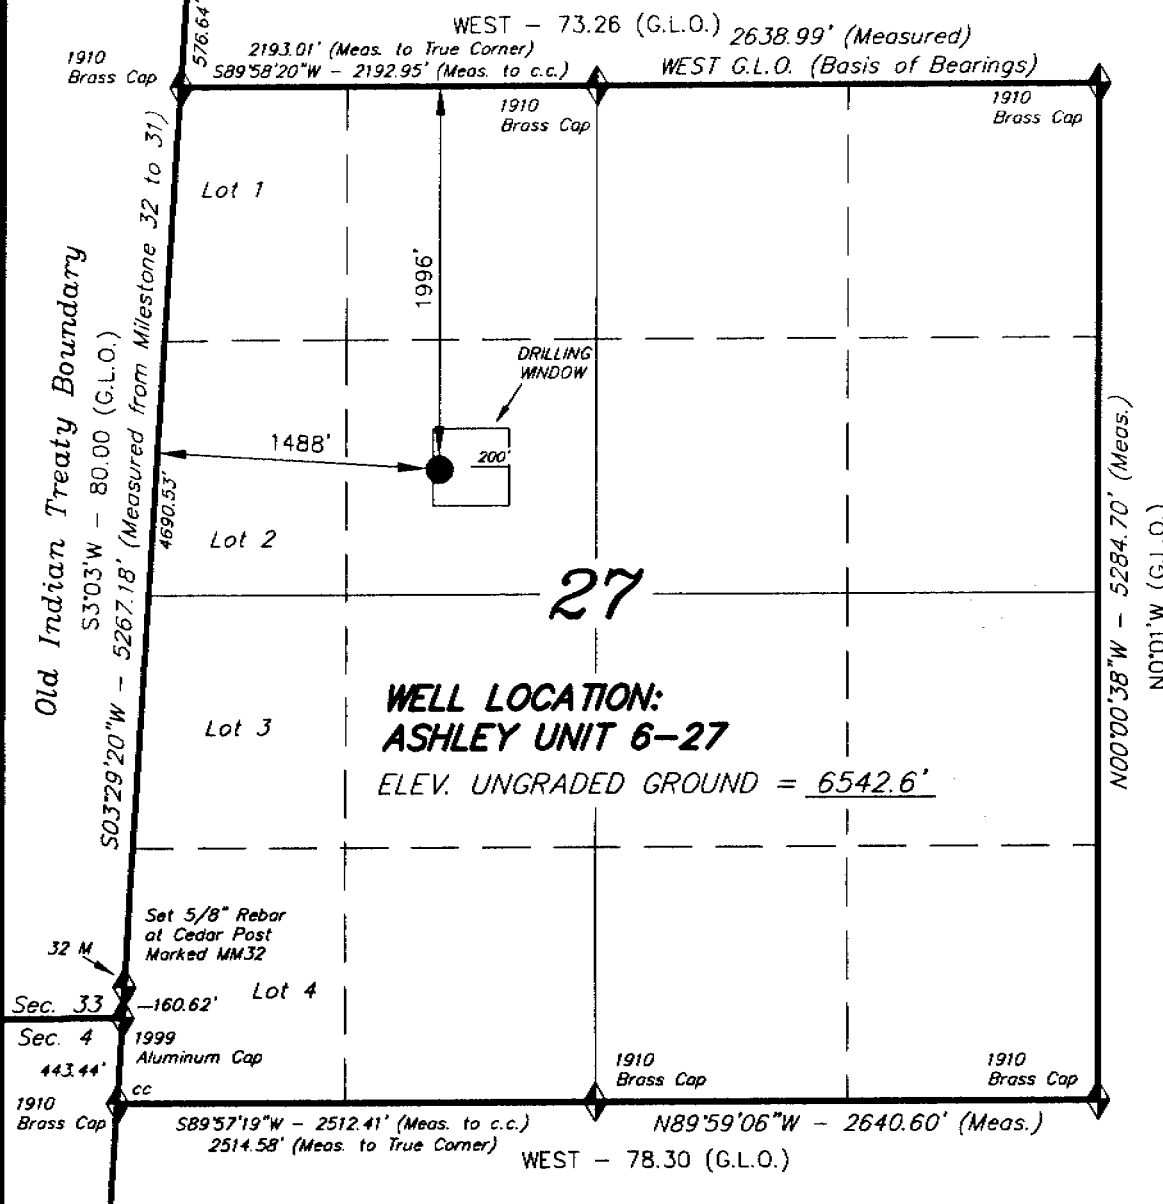 576.64'
WEST - 73.26 (G.L.O.)
2638.99' (Measured)
1910
Brass Cap
2193.01' (Meas. to True Corner)
S89°58'20"W - 2192.95' (Meas. to c.c.)
WEST G.L.O. (Basis of Bearings)
1910
Brass Cap
1910
Brass Cap
Lot 1
1996'
DRILLING
WINDOW
1488'
200'
Old Indian Treaty Boundary
S3°03'W - 80.00 (G.L.O.)
S03°29'20"W - 5267.18' (Measured from Milestone 32 to 31)
4690.53'
Lot 2
27
N00°00'38"W - 5284.70' (Meas.)
N0°01'W (G.L.O.)
WELL LOCATION:
ASHLEY UNIT 6-27
ELEV. UNGRADED GROUND = 6542.6'
Lot 3
Set 5/8" Rebar
at Cedar Post
Marked MM32
32 M
Lot 4
Sec. 33
-160.62'
Sec. 4
1999
Aluminum Cap
443.44'
cc
1910
Brass Cap
1910
Brass Cap
1910
Brass Cap
S89°57'19"W - 2512.41' (Meas. to c.c.)
2514.58' (Meas. to True Corner)
N89°59'06"W - 2640.60' (Meas.)
WEST - 78.30 (G.L.O.)